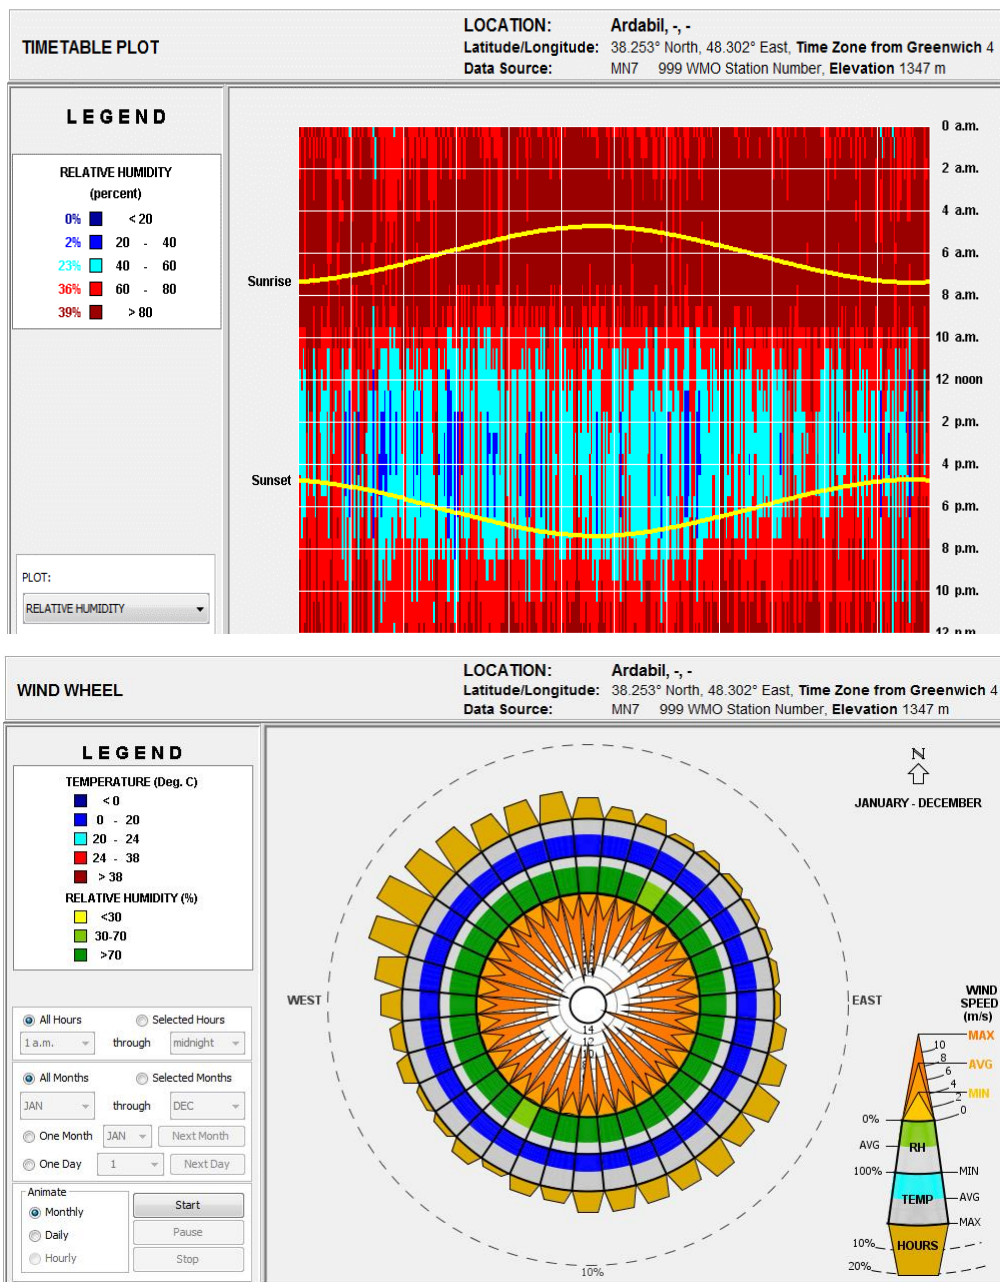 TIMETABLE PLOT
LOCATION: Ardabil, -, -
Latitude/Longitude: 38.253° North, 48.302° East, Time Zone from Greenwich 4
Data Source: MN7 999 WMO Station Number, Elevation 1347 m
LEGEND
RELATIVE HUMIDITY
(percent)
0% < 20
2% 20 - 40
23% 40 - 60
36% 60 - 80
39% > 80
PLOT:
RELATIVE HUMIDITY
Sunrise
Sunset
0 a.m.
2 a.m.
4 a.m.
6 a.m.
8 a.m.
10 a.m.
12 noon
2 p.m.
4 p.m.
6 p.m.
8 p.m.
10 p.m.
12 p.m.
WIND WHEEL
LOCATION: Ardabil, -, -
Latitude/Longitude: 38.253° North, 48.302° East, Time Zone from Greenwich 4
Data Source: MN7 999 WMO Station Number, Elevation 1347 m
LEGEND
TEMPERATURE (Deg. C)
< 0
0 - 20
20 - 24
24 - 38
> 38
RELATIVE HUMIDITY (%)
<30
30-70
>70
All Hours Selected Hours
1 a.m. through midnight
All Months Selected Months
JAN through DEC
One Month JAN Next Month
One Day 1 Next Day
Animate
Monthly
Daily
Hourly
Start
Pause
Stop
N
JANUARY - DECEMBER
WEST
EAST
14
14
12
10
10%
WIND
SPEED
(m/s)
MAX
10
8
AVG
6
4
MIN
2
0
0%
RH
AVG
100%
MIN
TEMP
AVG
MAX
HOURS
10%
20%